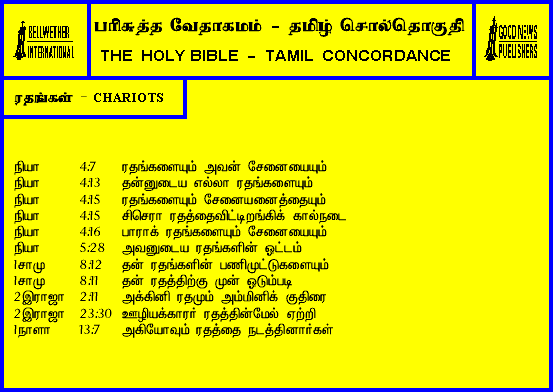 BELLWETHER INTERNATIONAL
பரிசுத்த வேதாகமம் - தமிழ் சொல்தொகுதி
THE HOLY BIBLE - TAMIL CONCORDANCE
GOOD NEWS PUBLISHERS
ரதங்கள் - CHARIOTS
நியா 4:7 ரதங்களையும் அவன் சேனையையும்
நியா 4:13 தன்னுடைய எல்லா ரதங்களையும்
நியா 4:15 ரதங்களையும் சேனையனைத்தையும்
நியா 4:15 சிசெரா ரதத்தைவிட்டிறங்கிக் கால்நடை
நியா 4:16 பாராக் ரதங்களையும் சேனையையும்
நியா 5:28 அவனுடைய ரதங்களின் ஓட்டம்
1சாமு 8:12 தன் ரதங்களின் பணிமுட்டுகளையும்
1சாமு 8:11 தன் ரதத்திற்கு முன் ஓடும்படி
2இராஜா 2:11 அக்கினி ரதமும் அம்மினிக் குதிரை
2இராஜா 23:30 ஊழியக்காரர் ரதத்தின்மேல் ஏற்றி
1நாளா 13:7 அகியோவும் ரதத்தை நடத்தினார்கள்